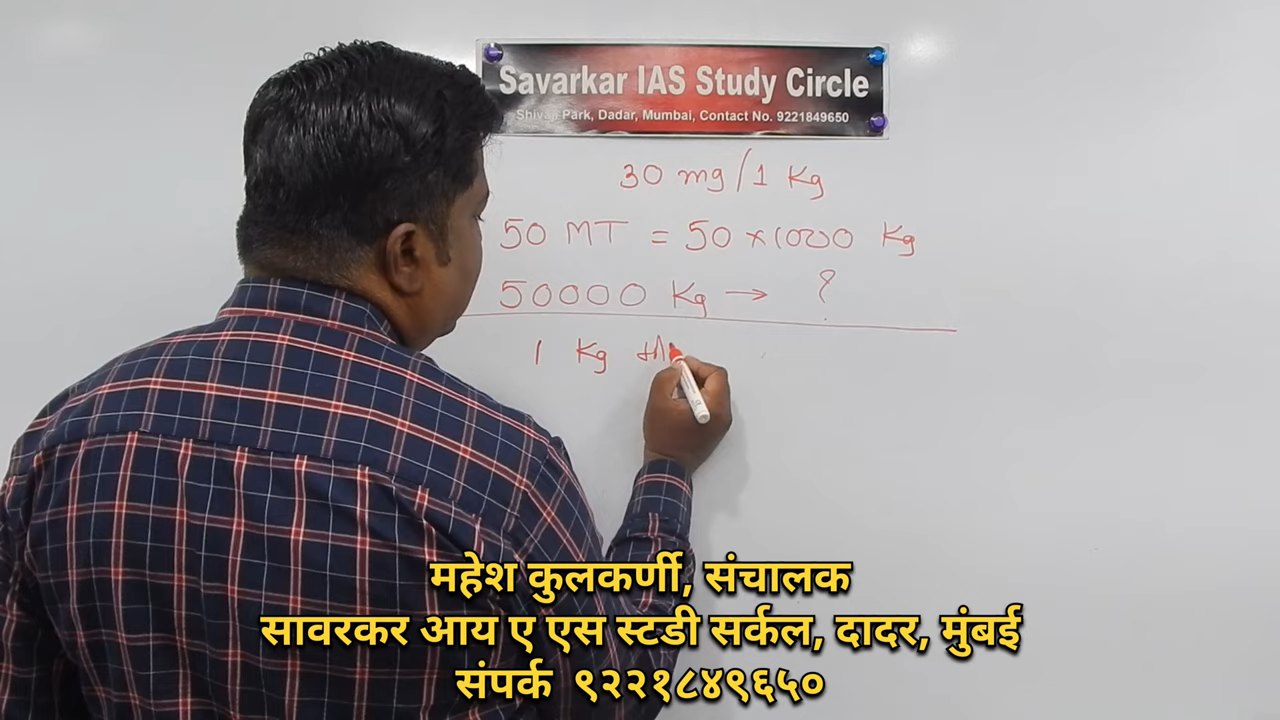 Savarkar IAS Study Circle
Shivaji Park, Dadar, Mumbai, Contact No. 9221849650
30 mg/1 Kg
50 MT = 50 ×1000 Kg
50000 Kg → ?
1 Kg
महेश कुलकर्णी, संचालक
सावरकर आय ए एस स्टडी सर्कल, दादर, मुंबई
संपर्क ९२२१८४९६५०